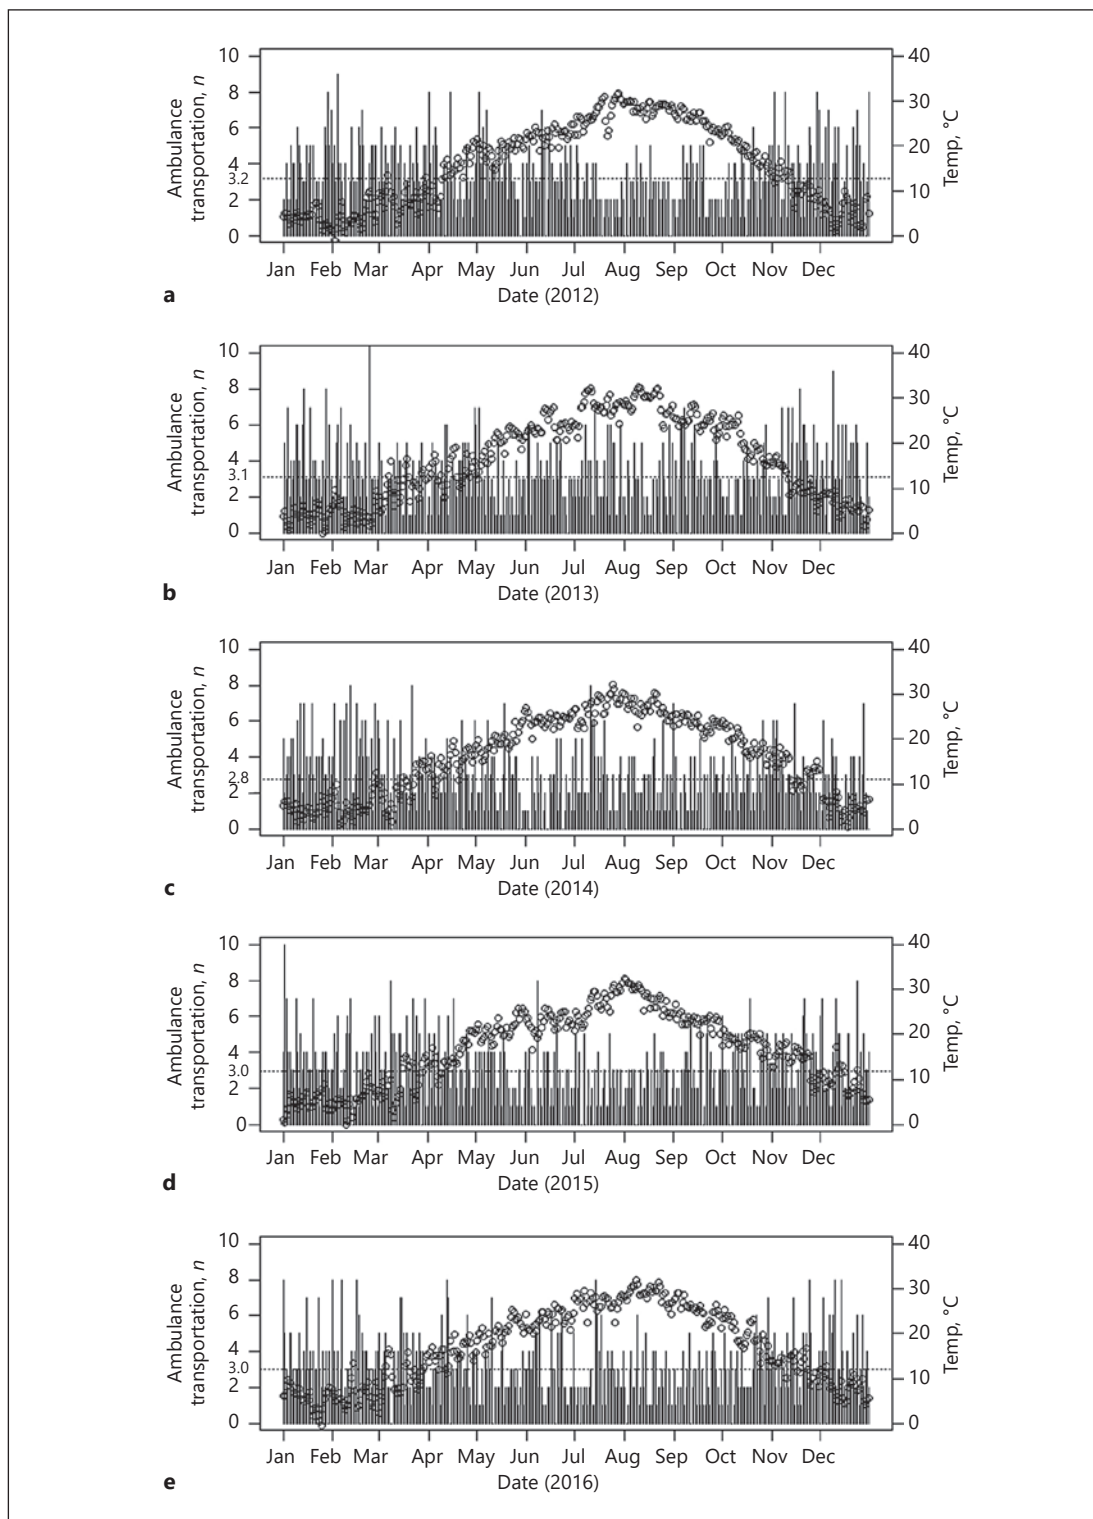 10
8
6
4
3.2
2
0
Ambulance
transportation, n
40
30
20
10
0
Temp, °C
Jan Feb Mar Apr May Jun Jul Aug Sep Oct Nov Dec
Date (2012)
a
10
8
6
4
3.1
2
0
Ambulance
transportation, n
40
30
20
10
0
Temp, °C
Jan Feb Mar Apr May Jun Jul Aug Sep Oct Nov Dec
Date (2013)
b
10
8
6
4
2.8
2
0
Ambulance
transportation, n
40
30
20
10
0
Temp, °C
Jan Feb Mar Apr May Jun Jul Aug Sep Oct Nov Dec
Date (2014)
c
10
8
6
4
3.0
2
0
Ambulance
transportation, n
40
30
20
10
0
Temp, °C
Jan Feb Mar Apr May Jun Jul Aug Sep Oct Nov Dec
Date (2015)
d
10
8
6
4
3.0
2
0
Ambulance
transportation, n
40
30
20
10
0
Temp, °C
Jan Feb Mar Apr May Jun Jul Aug Sep Oct Nov Dec
Date (2016)
e